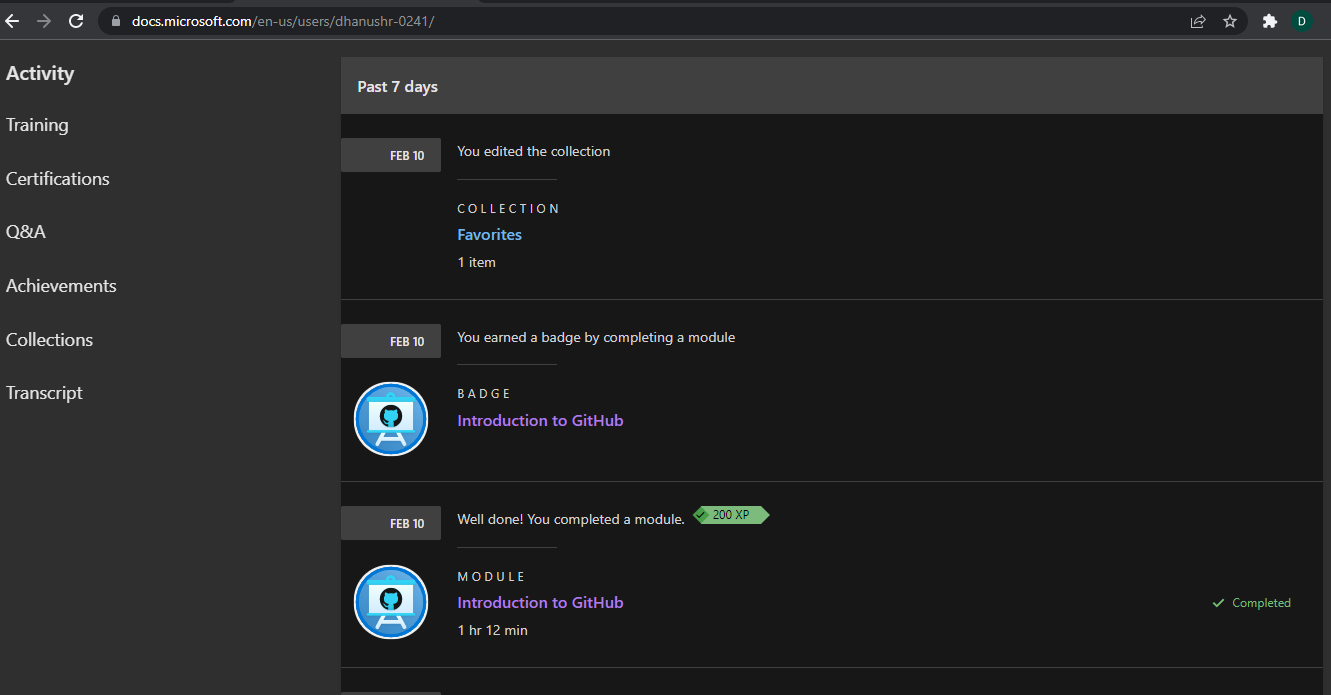 docs.microsoft.com/en-us/users/dhanushr-0241/
D
Activity
Training
Certifications
Q&A
Achievements
Collections
Transcript
Past 7 days
FEB 10
You edited the collection
COLLECTION
Favorites
1 item
FEB 10
You earned a badge by completing a module
BADGE
Introduction to GitHub
FEB 10
Well done! You completed a module.
200 XP
MODULE
Introduction to GitHub
Completed
1 hr 12 min